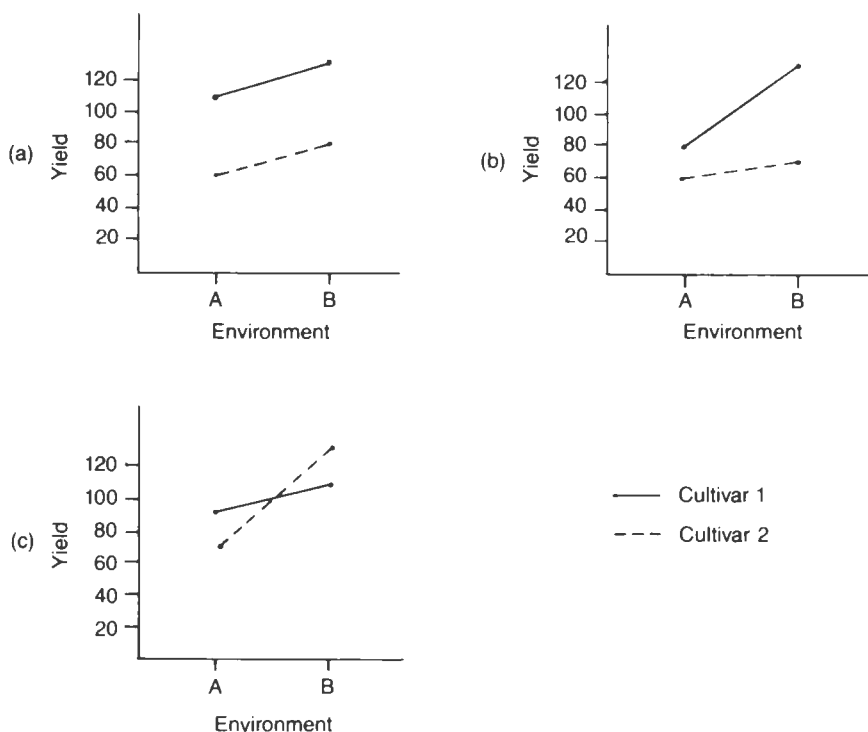 (a)
Yield
120
100
80
60
40
20
A B
Environment
(b)
Yield
120
100
80
60
40
20
A B
Environment
(c)
Yield
120
100
80
60
40
20
A B
Environment
Cultivar 1
Cultivar 2